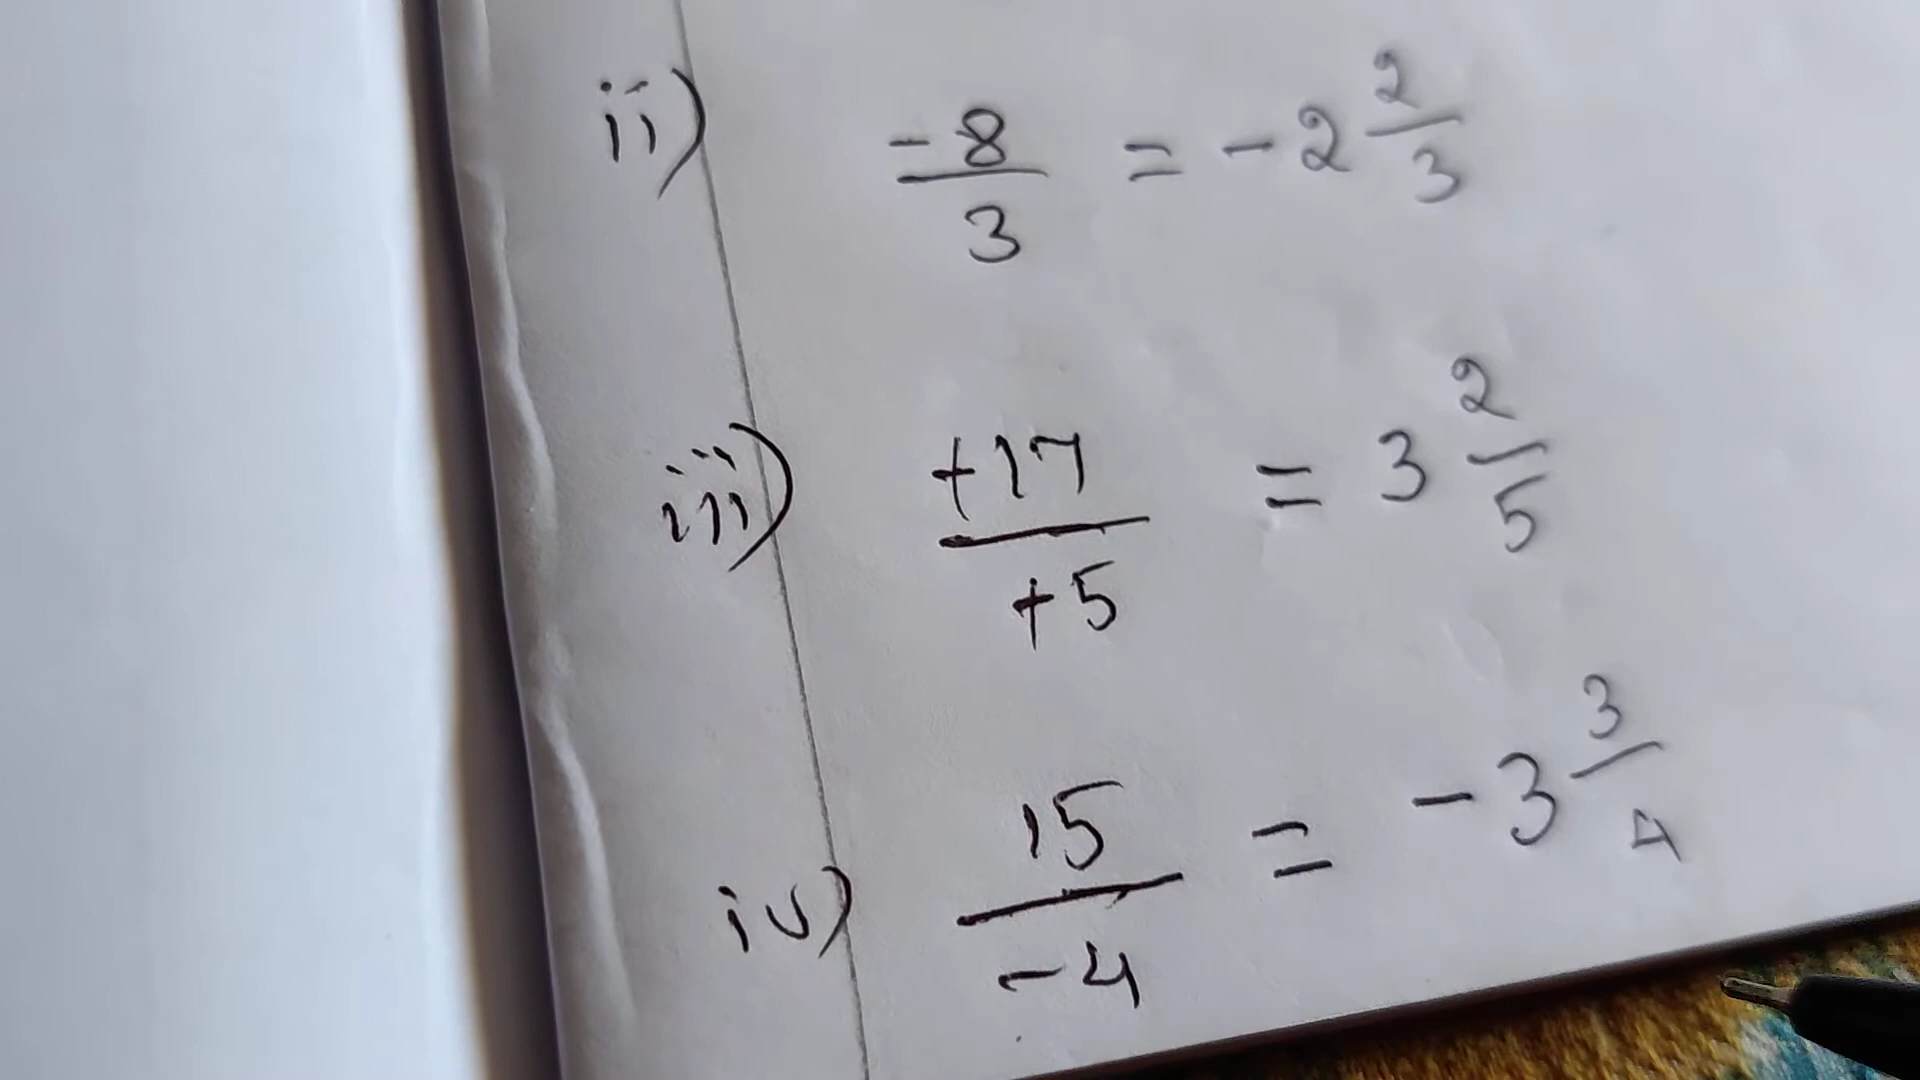 ii) -8/3 = -2 2/3
iii) +17/+5 = 3 2/5
iv) 15/-4 = -3 3/4